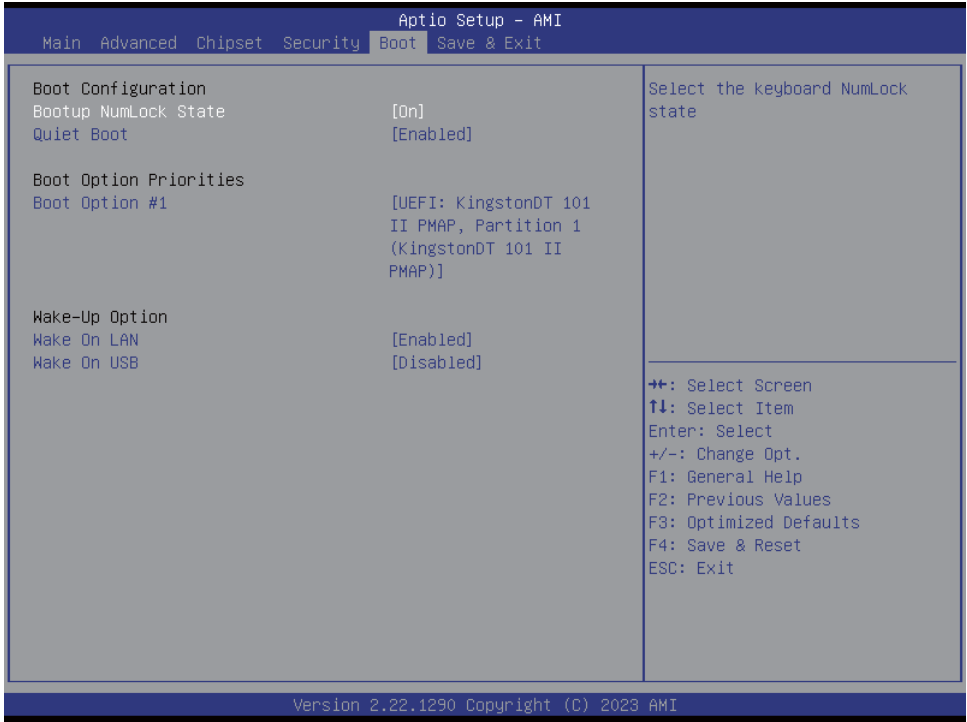 Aptio Setup – AMI
Main Advanced Chipset Security Boot Save & Exit
Boot Configuration
Bootup NumLock State [On]
Quiet Boot [Enabled]
Boot Option Priorities
Boot Option #1 [UEFI: KingstonDT 101
II PMAP, Partition 1
(KingstonDT 101 II
PMAP)]
Wake-Up Option
Wake On LAN [Enabled]
Wake On USB [Disabled]
Select the keyboard NumLock
state
→←: Select Screen
↑↓: Select Item
Enter: Select
+/-: Change Opt.
F1: General Help
F2: Previous Values
F3: Optimized Defaults
F4: Save & Reset
ESC: Exit
Version 2.22.1290 Copyright (C) 2023 AMI